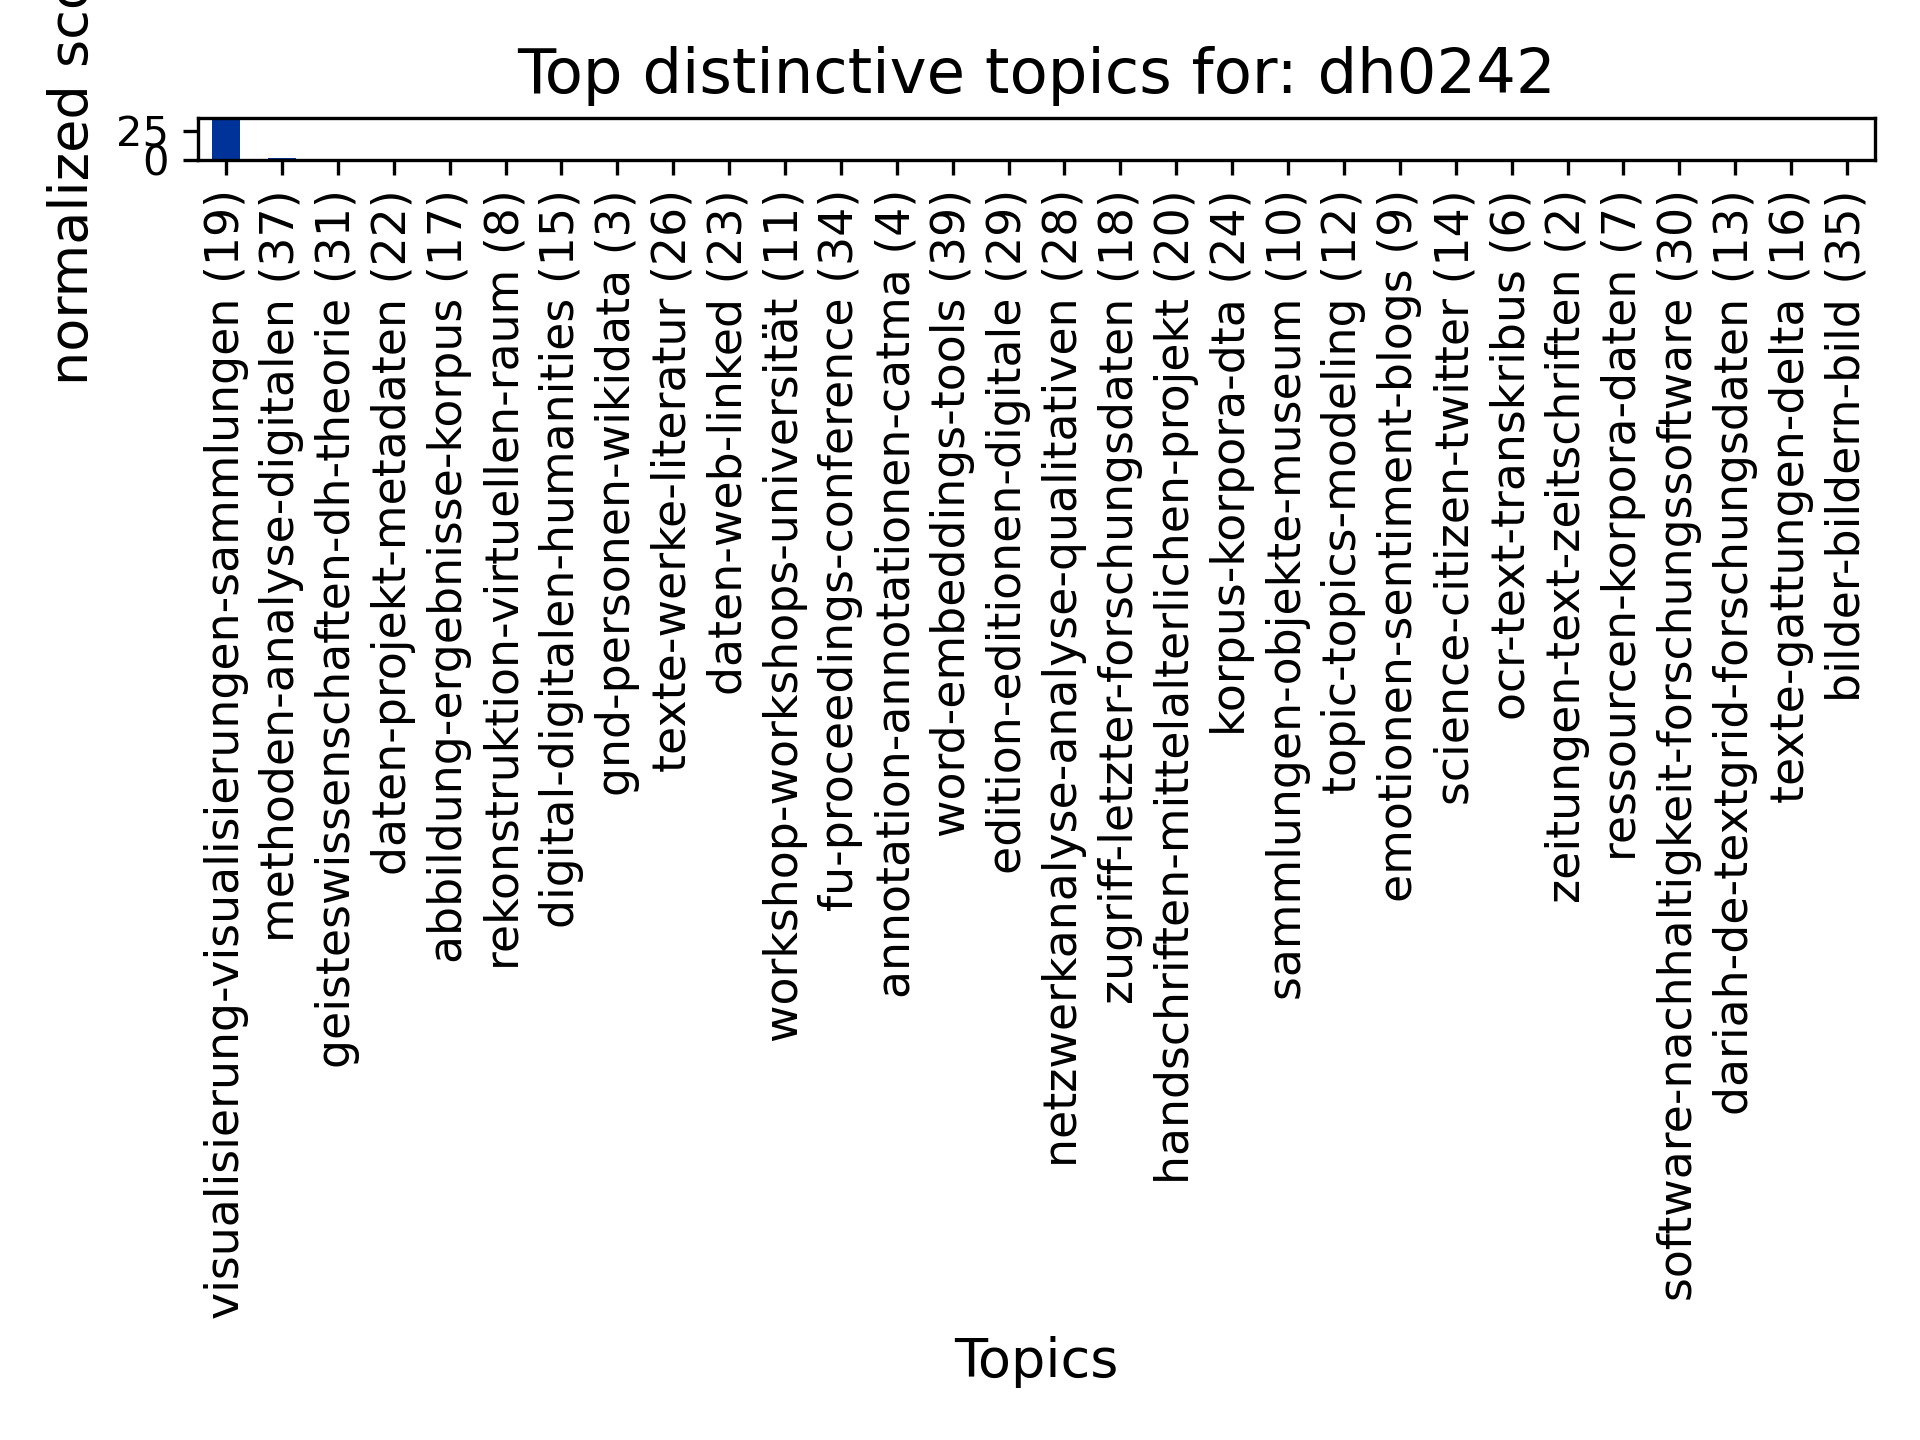 Top distinctive topics for: dh0242
normalized sco
25
0
visualisierung-visualisierungen-sammlungen (19)
methoden-analyse-digitalen (37)
geisteswissenschaften-dh-theorie (31)
daten-projekt-metadaten (22)
abbildung-ergebnisse-korpus (17)
rekonstruktion-virtuellen-raum (8)
digital-digitalen-humanities (15)
gnd-personen-wikidata (3)
texte-werke-literatur (26)
daten-web-linked (23)
workshop-workshops-universität (11)
fu-proceedings-conference (34)
annotation-annotationen-catma (4)
word-embeddings-tools (39)
edition-editionen-digitale (29)
netzwerkanalyse-analyse-qualitativen (28)
zugriff-letzter-forschungsdaten (18)
handschriften-mittelalterlichen-projekt (20)
korpus-korpora-dta (24)
sammlungen-objekte-museum (10)
topic-topics-modeling (12)
emotionen-sentiment-blogs (9)
science-citizen-twitter (14)
ocr-text-transkribus (6)
zeitungen-text-zeitschriften (2)
ressourcen-korpora-daten (7)
software-nachhaltigkeit-forschungssoftware (30)
dariah-de-textgrid-forschungsdaten (13)
texte-gattungen-delta (16)
bilder-bildern-bild (35)
Topics